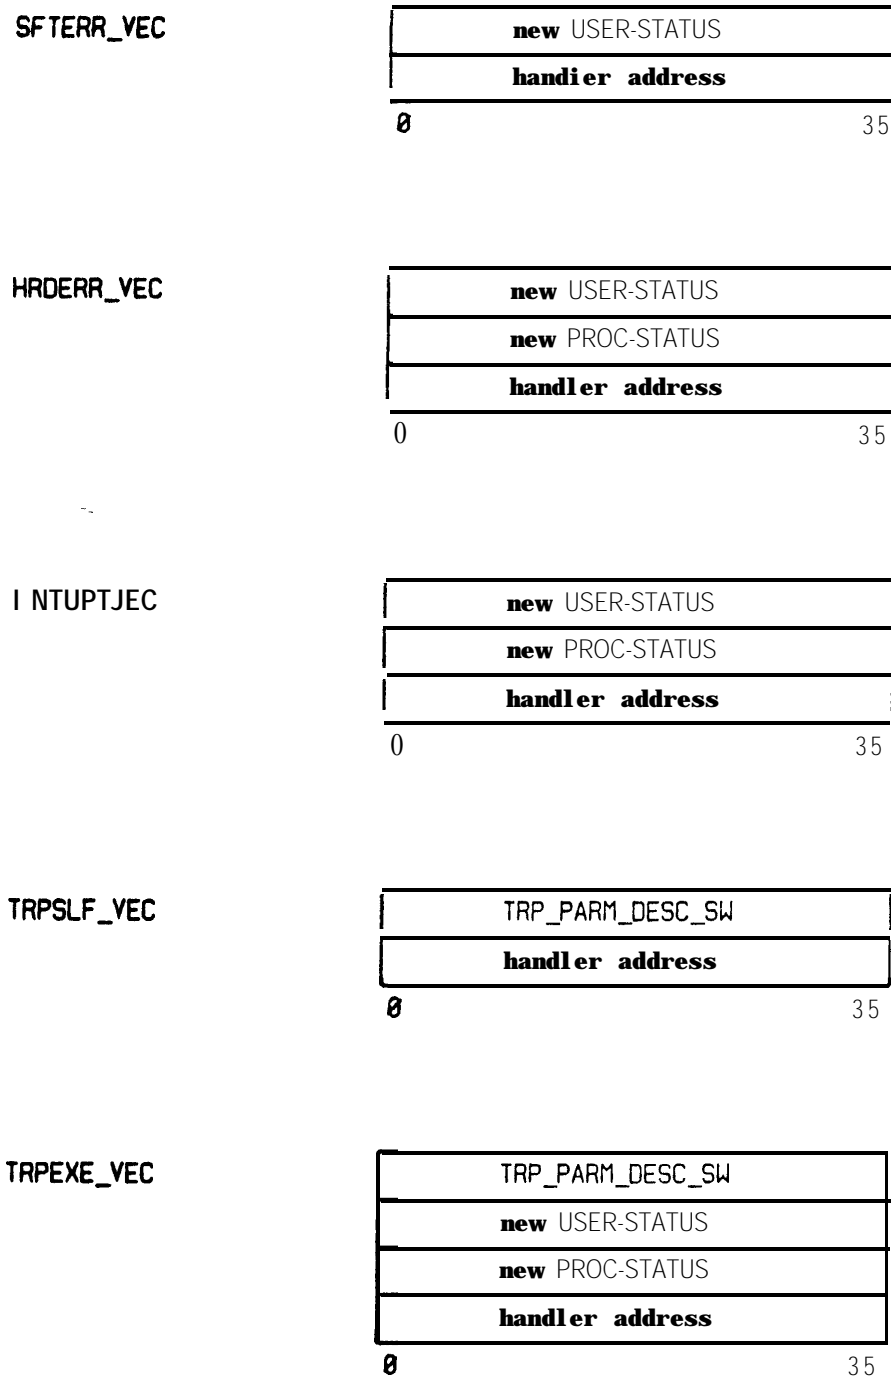 SFTERR_VEC
new USER-STATUS
handier address
0 35
HRDERR_VEC
new USER-STATUS
new PROC-STATUS
handler address
0 35
I NTUPTJEC
new USER-STATUS
new PROC-STATUS
handler address
0 35
TRPSLF_VEC
TRP_PARM_DESC_SW
handler address
0 35
TRPEXE_VEC
TRP_PARM_DESC_SW
new USER-STATUS
new PROC-STATUS
handler address
0 35